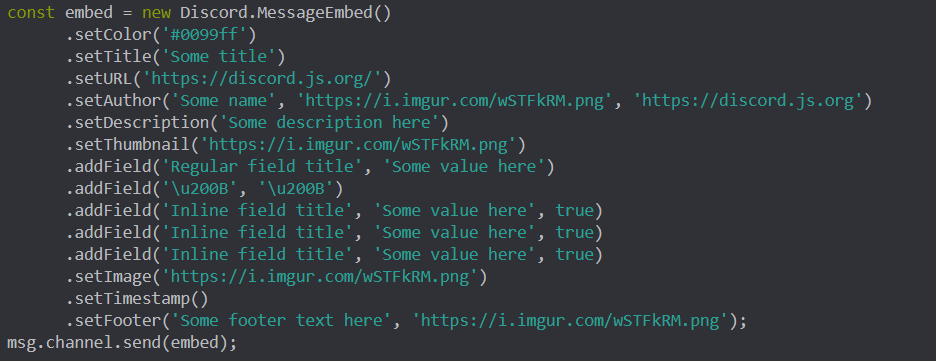 const embed = new Discord.MessageEmbed()
.setColor('#0099ff')
.setTitle('Some title')
.setURL('https://discord.js.org/')
.setAuthor('Some name', 'https://i.imgur.com/wSTFkRM.png', 'https://discord.js.org')
.setDescription('Some description here')
.setThumbnail('https://i.imgur.com/wSTFkRM.png')
.addField('Regular field title', 'Some value here')
.addField('\u200B', '\u200B')
.addField('Inline field title', 'Some value here', true)
.addField('Inline field title', 'Some value here', true)
.addField('Inline field title', 'Some value here', true)
.setImage('https://i.imgur.com/wSTFkRM.png')
.setTimestamp()
.setFooter('Some footer text here', 'https://i.imgur.com/wSTFkRM.png');
msg.channel.send(embed);